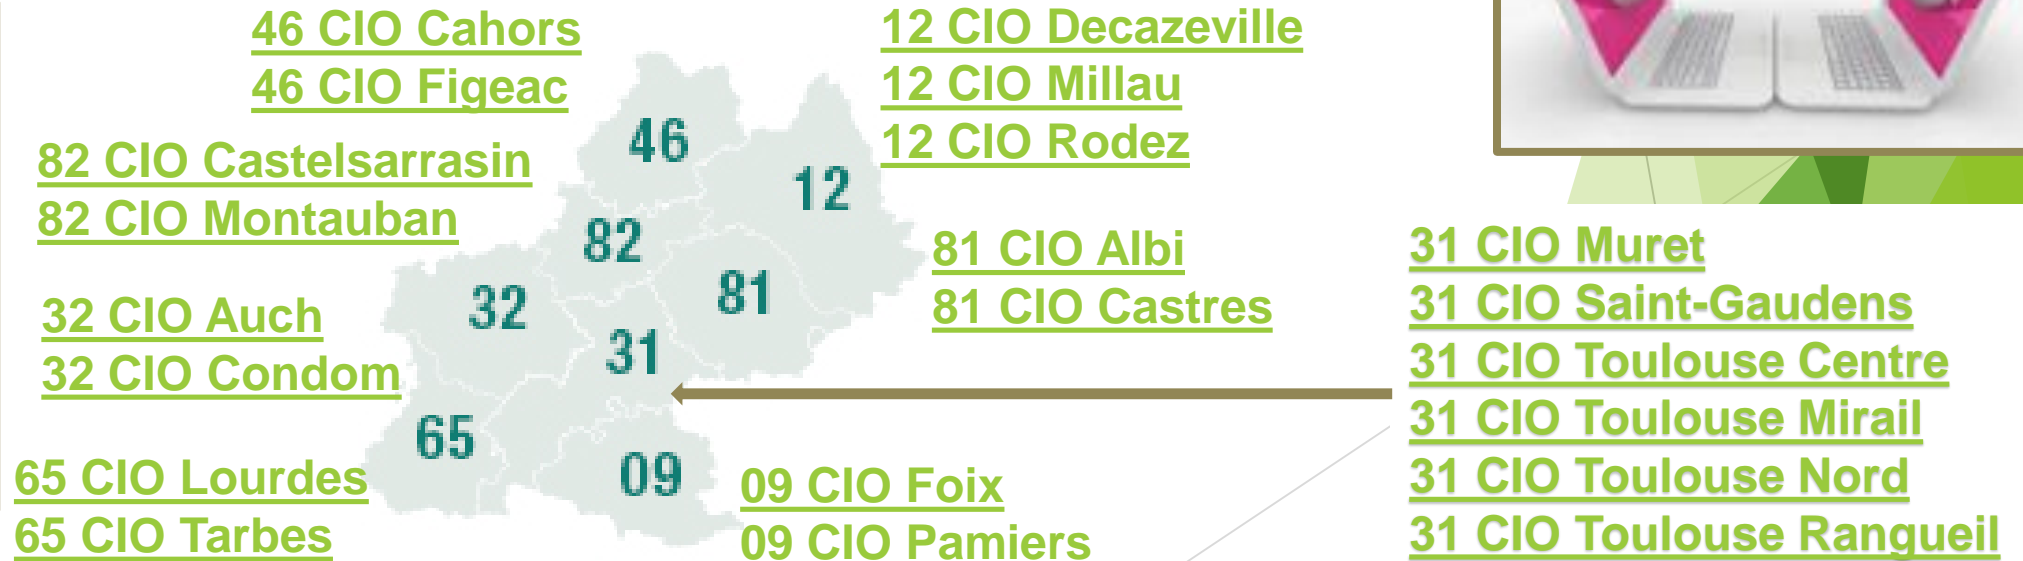 46 CIO Cahors
46 CIO Figeac
12 CIO Decazeville
12 CIO Millau
12 CIO Rodez
82 CIO Castelsarrasin
82 CIO Montauban
81 CIO Albi
81 CIO Castres
32 CIO Auch
32 CIO Condom
31 CIO Muret
31 CIO Saint-Gaudens
31 CIO Toulouse Centre
31 CIO Toulouse Mirail
31 CIO Toulouse Nord
31 CIO Toulouse Rangueil
65 CIO Lourdes
65 CIO Tarbes
09 CIO Foix
09 CIO Pamiers
46
12
82
81
32
31
65
09